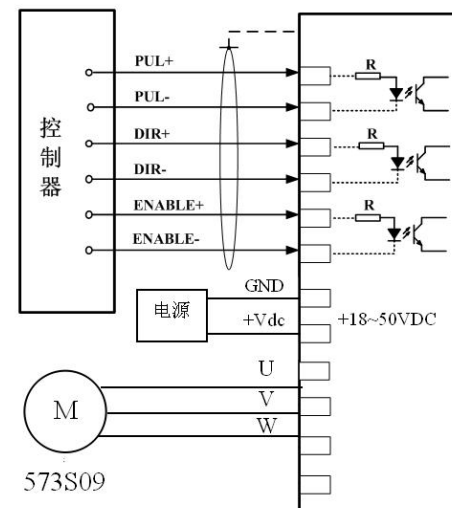 PUL+
R
PUL-
DIR+
R
控制器
DIR-
ENABLE+
R
ENABLE-
GND
电源
+Vdc
+18~50VDC
U
M
V
W
573S09